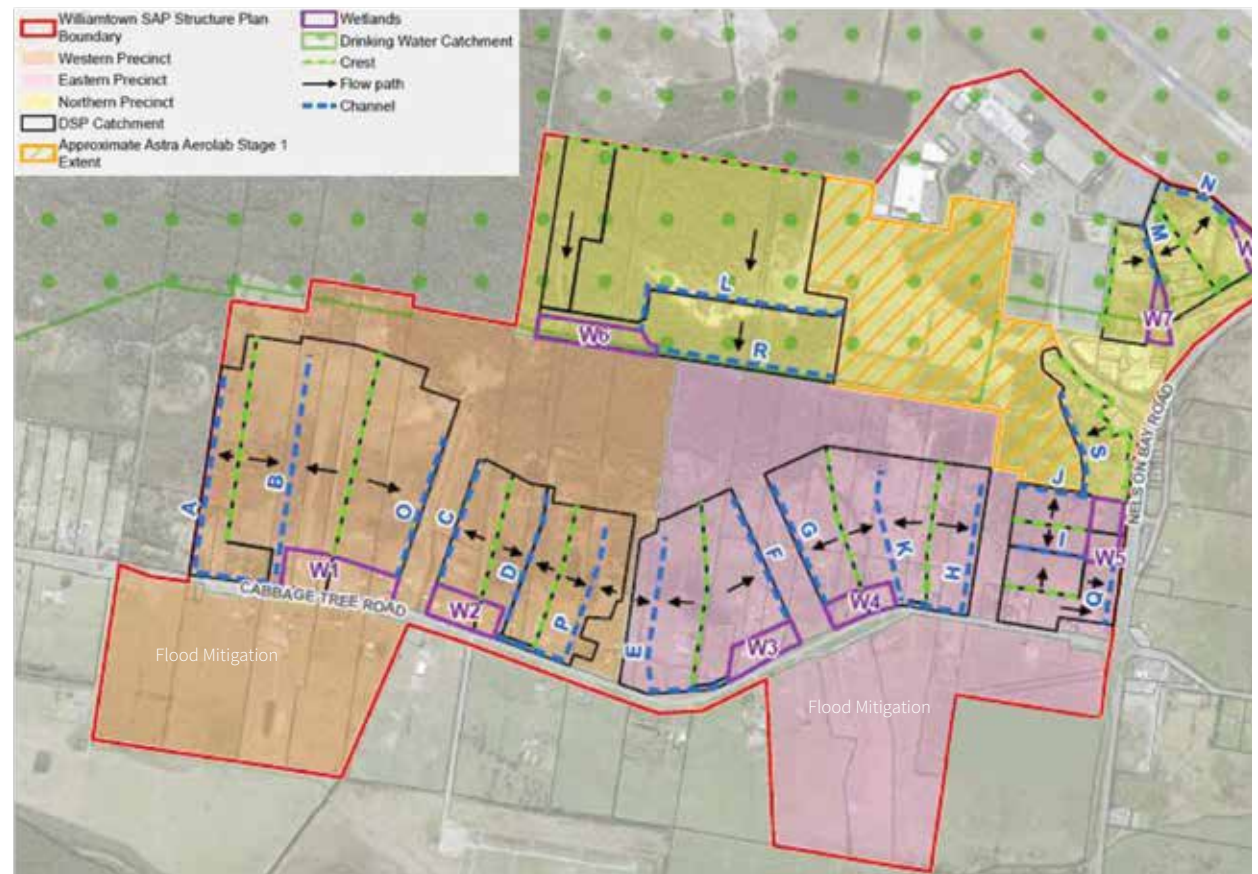 Williamtown SAP Structure Plan
Boundary
Western Precinct
Eastern Precinct
Northern Precinct
DSP Catchment
Approximate Astra Aerolab Stage 1
Extent
Wetlands
Drinking Water Catchment
Crest
Flow path
Channel
N
M
W7
L
R
W6
S
J
I
W5
Q
NELSON BAY ROAD
A
B
O
W1
C
D
P
W2
CABBAGE TREE ROAD
E
F
W3
G
K
H
W4
Flood Mitigation
Flood Mitigation